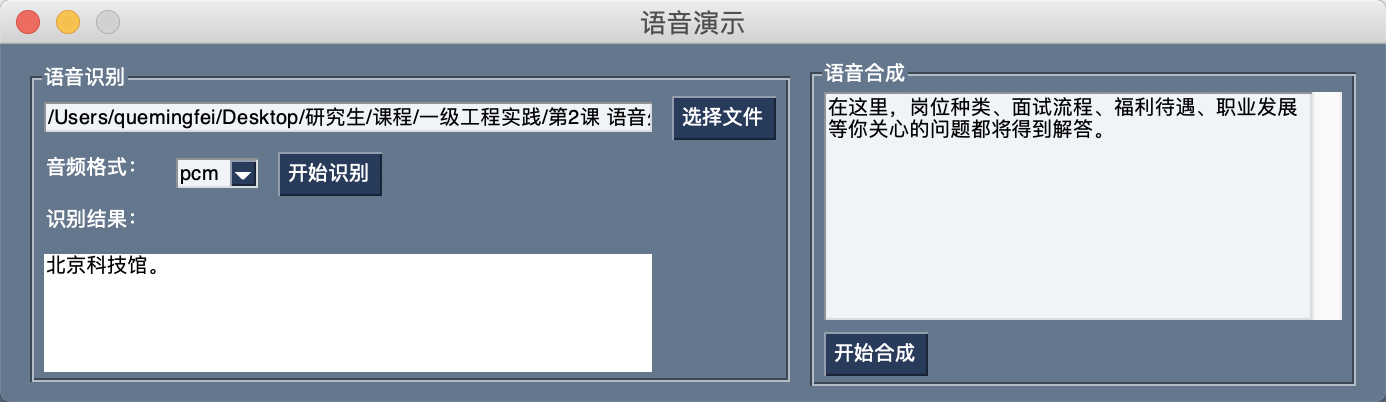 语音演示
语音识别
/Users/quemingfei/Desktop/研究生/课程/一级工程实践/第2课 语音
选择文件
音频格式：
pcm
开始识别
识别结果：
北京科技馆。
语音合成
在这里，岗位种类、面试流程、福利待遇、职业发展
等你关心的问题都将得到解答。
开始合成